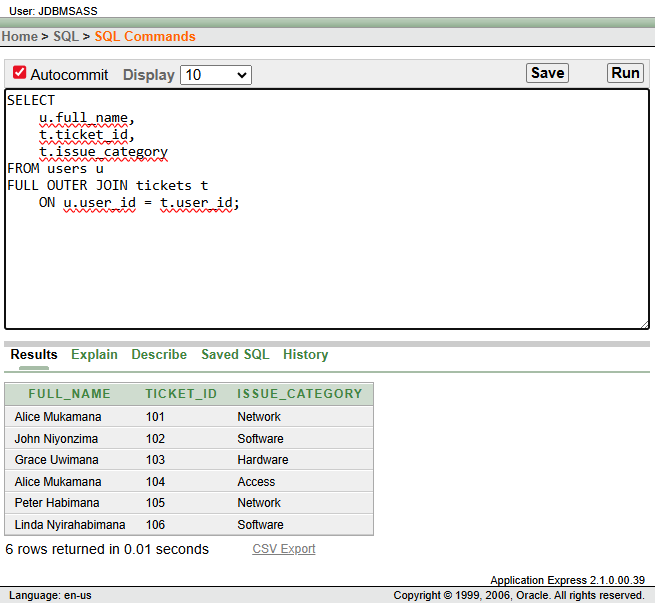 User: JDBMSASS
Home > SQL > SQL Commands
Autocommit Display 10 Save Run
SELECT
    u.full_name,
    t.ticket_id,
    t.issue_category
FROM users u
FULL OUTER JOIN tickets t
    ON u.user_id = t.user_id;
Results Explain Describe Saved SQL History
FULL_NAME TICKET_ID ISSUE_CATEGORY
Alice Mukamana 101 Network
John Niyonzima 102 Software
Grace Uwimana 103 Hardware
Alice Mukamana 104 Access
Peter Habimana 105 Network
Linda Nyirahabimana 106 Software
6 rows returned in 0.01 seconds CSV Export
Application Express 2.1.0.00.39
Language: en-us Copyright © 1999, 2006, Oracle. All rights reserved.